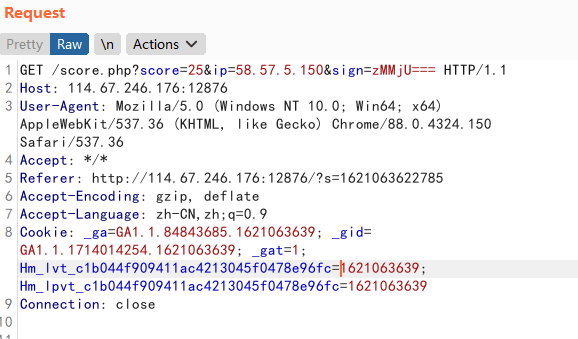 Request
Pretty Raw \n Actions
1 GET /score.php?score=25&ip=58.57.5.150&sign=zMMjU=== HTTP/1.1
2 Host: 114.67.246.176:12876
3 User-Agent: Mozilla/5.0 (Windows NT 10.0; Win64; x64)
AppleWebKit/537.36 (KHTML, like Gecko) Chrome/88.0.4324.150
Safari/537.36
4 Accept: */*
5 Referer: http://114.67.246.176:12876/?s=1621063622785
6 Accept-Encoding: gzip, deflate
7 Accept-Language: zh-CN,zh;q=0.9
8 Cookie: _ga=GA1.1.84843685.1621063639; _gid=
GA1.1.1714014254.1621063639; _gat=1;
Hm_lvt_c1b044f909411ac4213045f0478e96fc=1621063639;
Hm_lpvt_c1b044f909411ac4213045f0478e96fc=1621063639
9 Connection: close
10
11